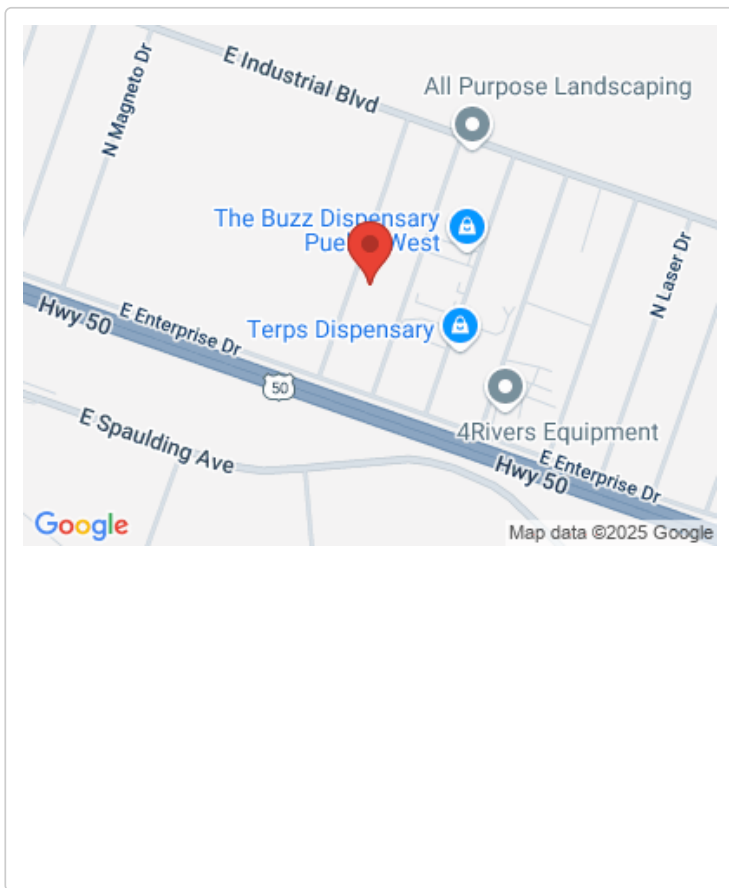 N Magneto Dr
E Industrial Blvd
All Purpose Landscaping
The Buzz Dispensary
West
N Laser Dr
Hwy 50
E Enterprise Dr
Terps Dispensary
50
E Spaulding Ave
4Rivers Equipment
Hwy 50
E Enterprise Dr
Google
Map data ©2025 Google